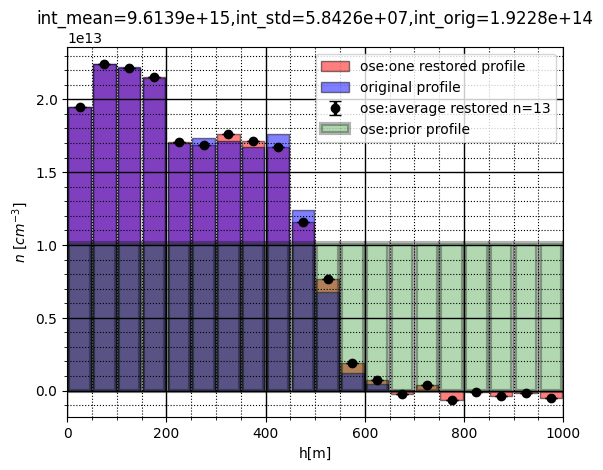 int_mean=9.6139e+15,int_std=5.8426e+07,int_orig=1.9228e+14
1e13
ose:one restored profile
original profile
ose:average restored n=13
ose:prior profile
2.0
1.5
1.0
0.5
0.0
n [cm⁻³]
0
200
400
600
800
1000
h[m]